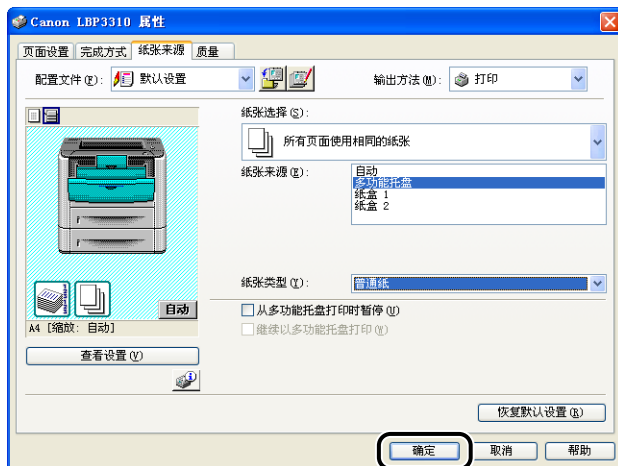 Canon LBP3310 属性
页面设置 完成方式 纸张来源 质量
配置文件(F): 默认设置 输出方法(M): 打印
纸张选择(S):
所有页面使用相同的纸张
纸张来源(E):
自动
多功能托盘
纸盒 1
纸盒 2
纸张类型(Y): 普通纸
自动
从多功能托盘打印时暂停(U)
A4 [缩放: 自动]
继续以多功能托盘打印(W)
查看设置(V)
恢复默认设置(R)
确定 取消 帮助